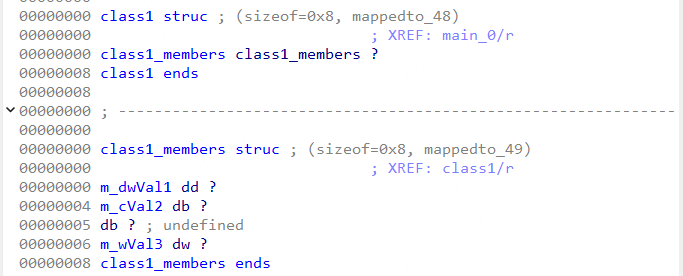 00000000 class1 struc ; (sizeof=0x8, mappedto_48)
00000000 ; XREF: main_0/r
00000000 class1_members class1_members ?
00000008 class1 ends
00000008
00000000 ; ---------------------------------------------------------------
00000000
00000000 class1_members struc ; (sizeof=0x8, mappedto_49)
00000000 ; XREF: class1/r
00000000 m_dwVal1 dd ?
00000004 m_cVal2 db ?
00000005 db ? ; undefined
00000006 m_wVal3 dw ?
00000008 class1_members ends